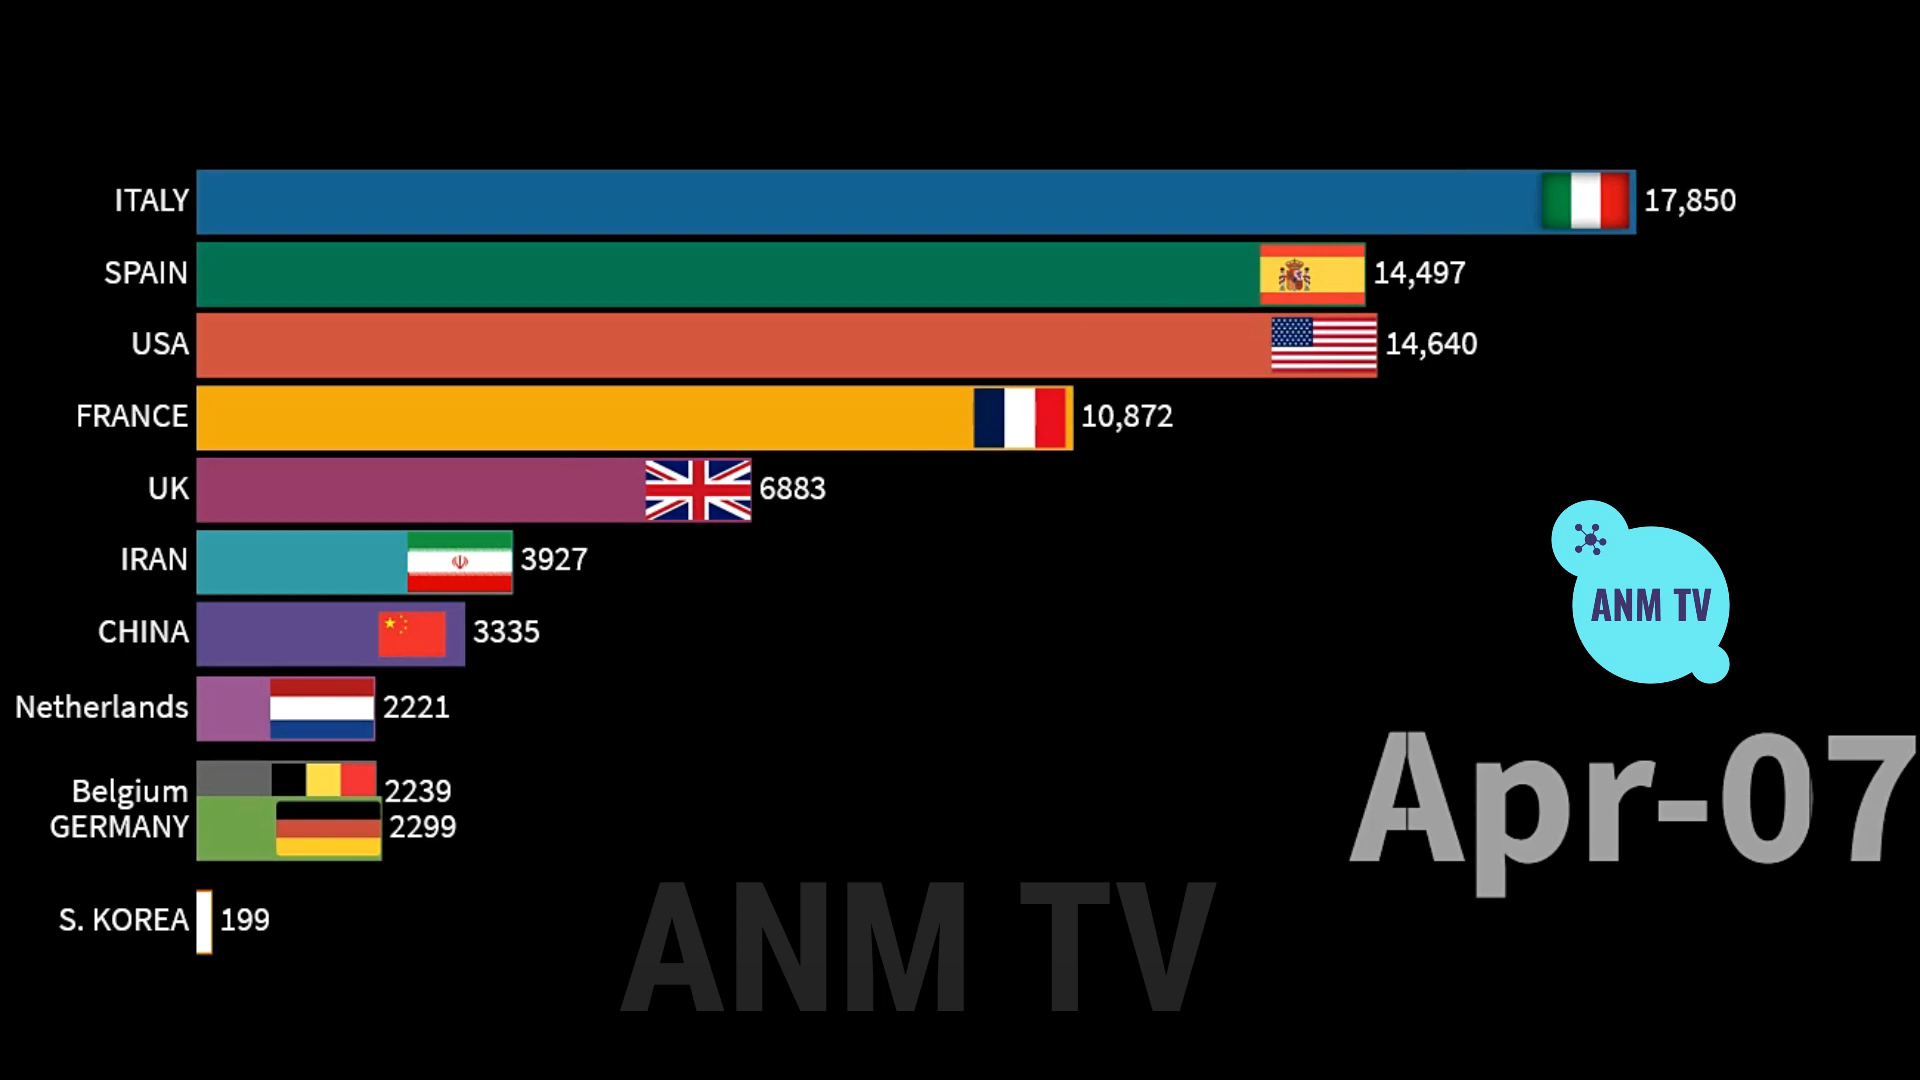 ITALY 17,850
SPAIN 14,497
USA 14,640
FRANCE 10,872
UK 6883
IRAN 3927
CHINA 3335
ANM TV
Netherlands 2221
Belgium 2239
GERMANY 2299
Apr-07
S. KOREA 199
ANM TV